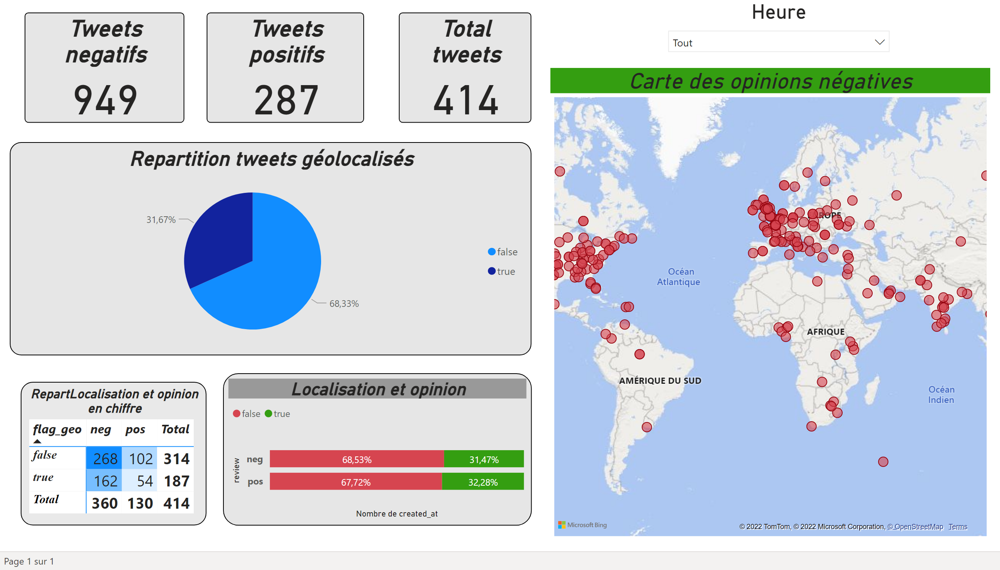 Tweets
negatifs
949
Tweets
positifs
287
Total
tweets
414
Heure
Tout
Carte des opinions négatives
Repartition tweets géolocalisés
31,67%
68,33%
false
true
RepartLocalisation et opinion
en chiffre
flag_geo neg pos Total
false 268 102 314
true 162 54 187
Total 360 130 414
Localisation et opinion
false true
review
neg 68,53% 31,47%
pos 67,72% 32,28%
Nombre de created_at
EUROPE
Océan
Atlantique
AFRIQUE
AMÉRIQUE DU SUD
Océan
Indien
Microsoft Bing
© 2022 TomTom, © 2022 Microsoft Corporation, © OpenStreetMap Terms
Page 1 sur 1